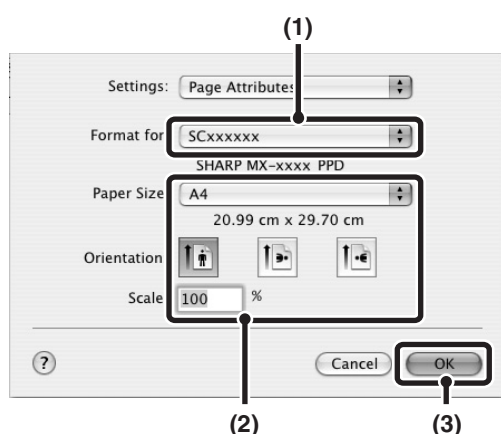 (1)
Settings: Page Attributes
Format for SCxxxxxx
SHARP MX-xxxx PPD
Paper Size A4
20.99 cm x 29.70 cm
Orientation
Scale 100 %
? Cancel OK
(2) (3)